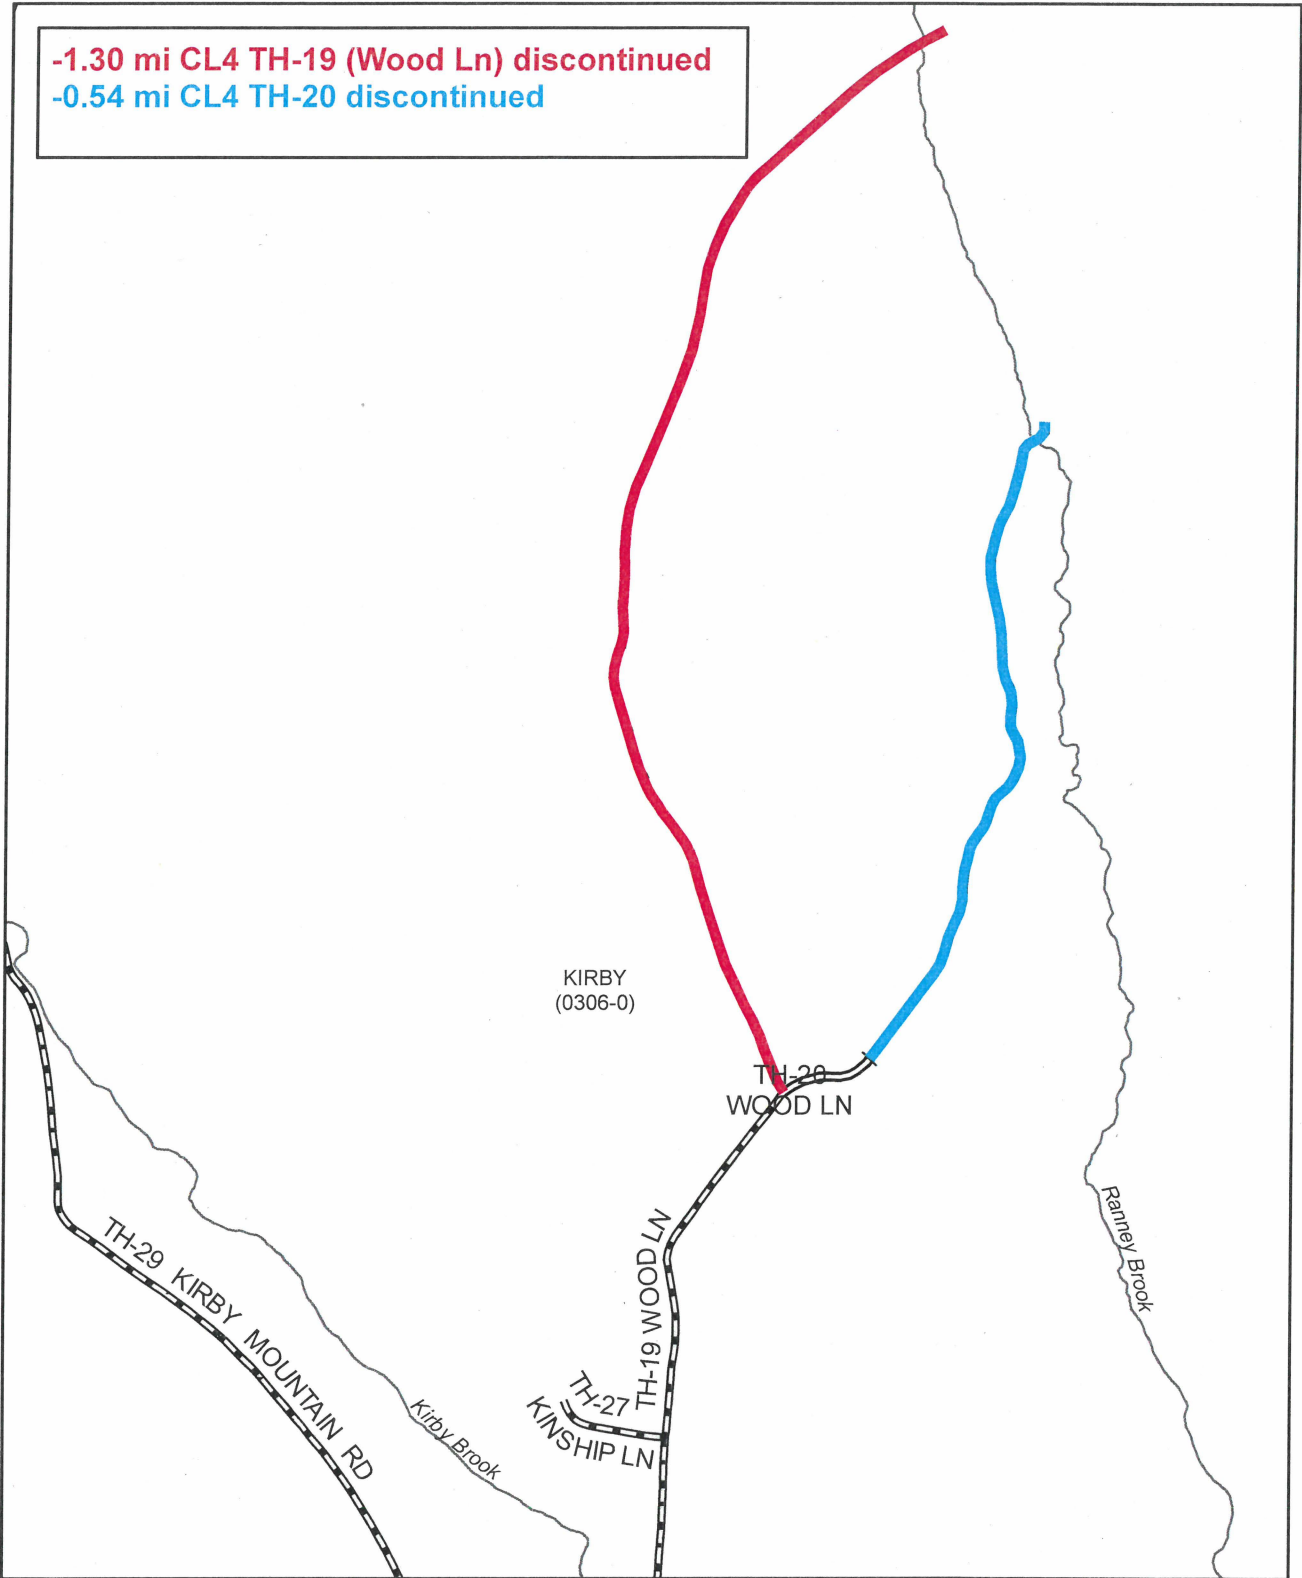 -1.30 mi CL4 TH-19 (Wood Ln) discontinued
-0.54 mi CL4 TH-20 discontinued
KIRBY
(0306-0)
TH-20
WOOD LN
TH-19 WOOD LN
Ranney Brook
TH-29 KIRBY MOUNTAIN RD
Kirby Brook
TH-27
KINSHIP LN